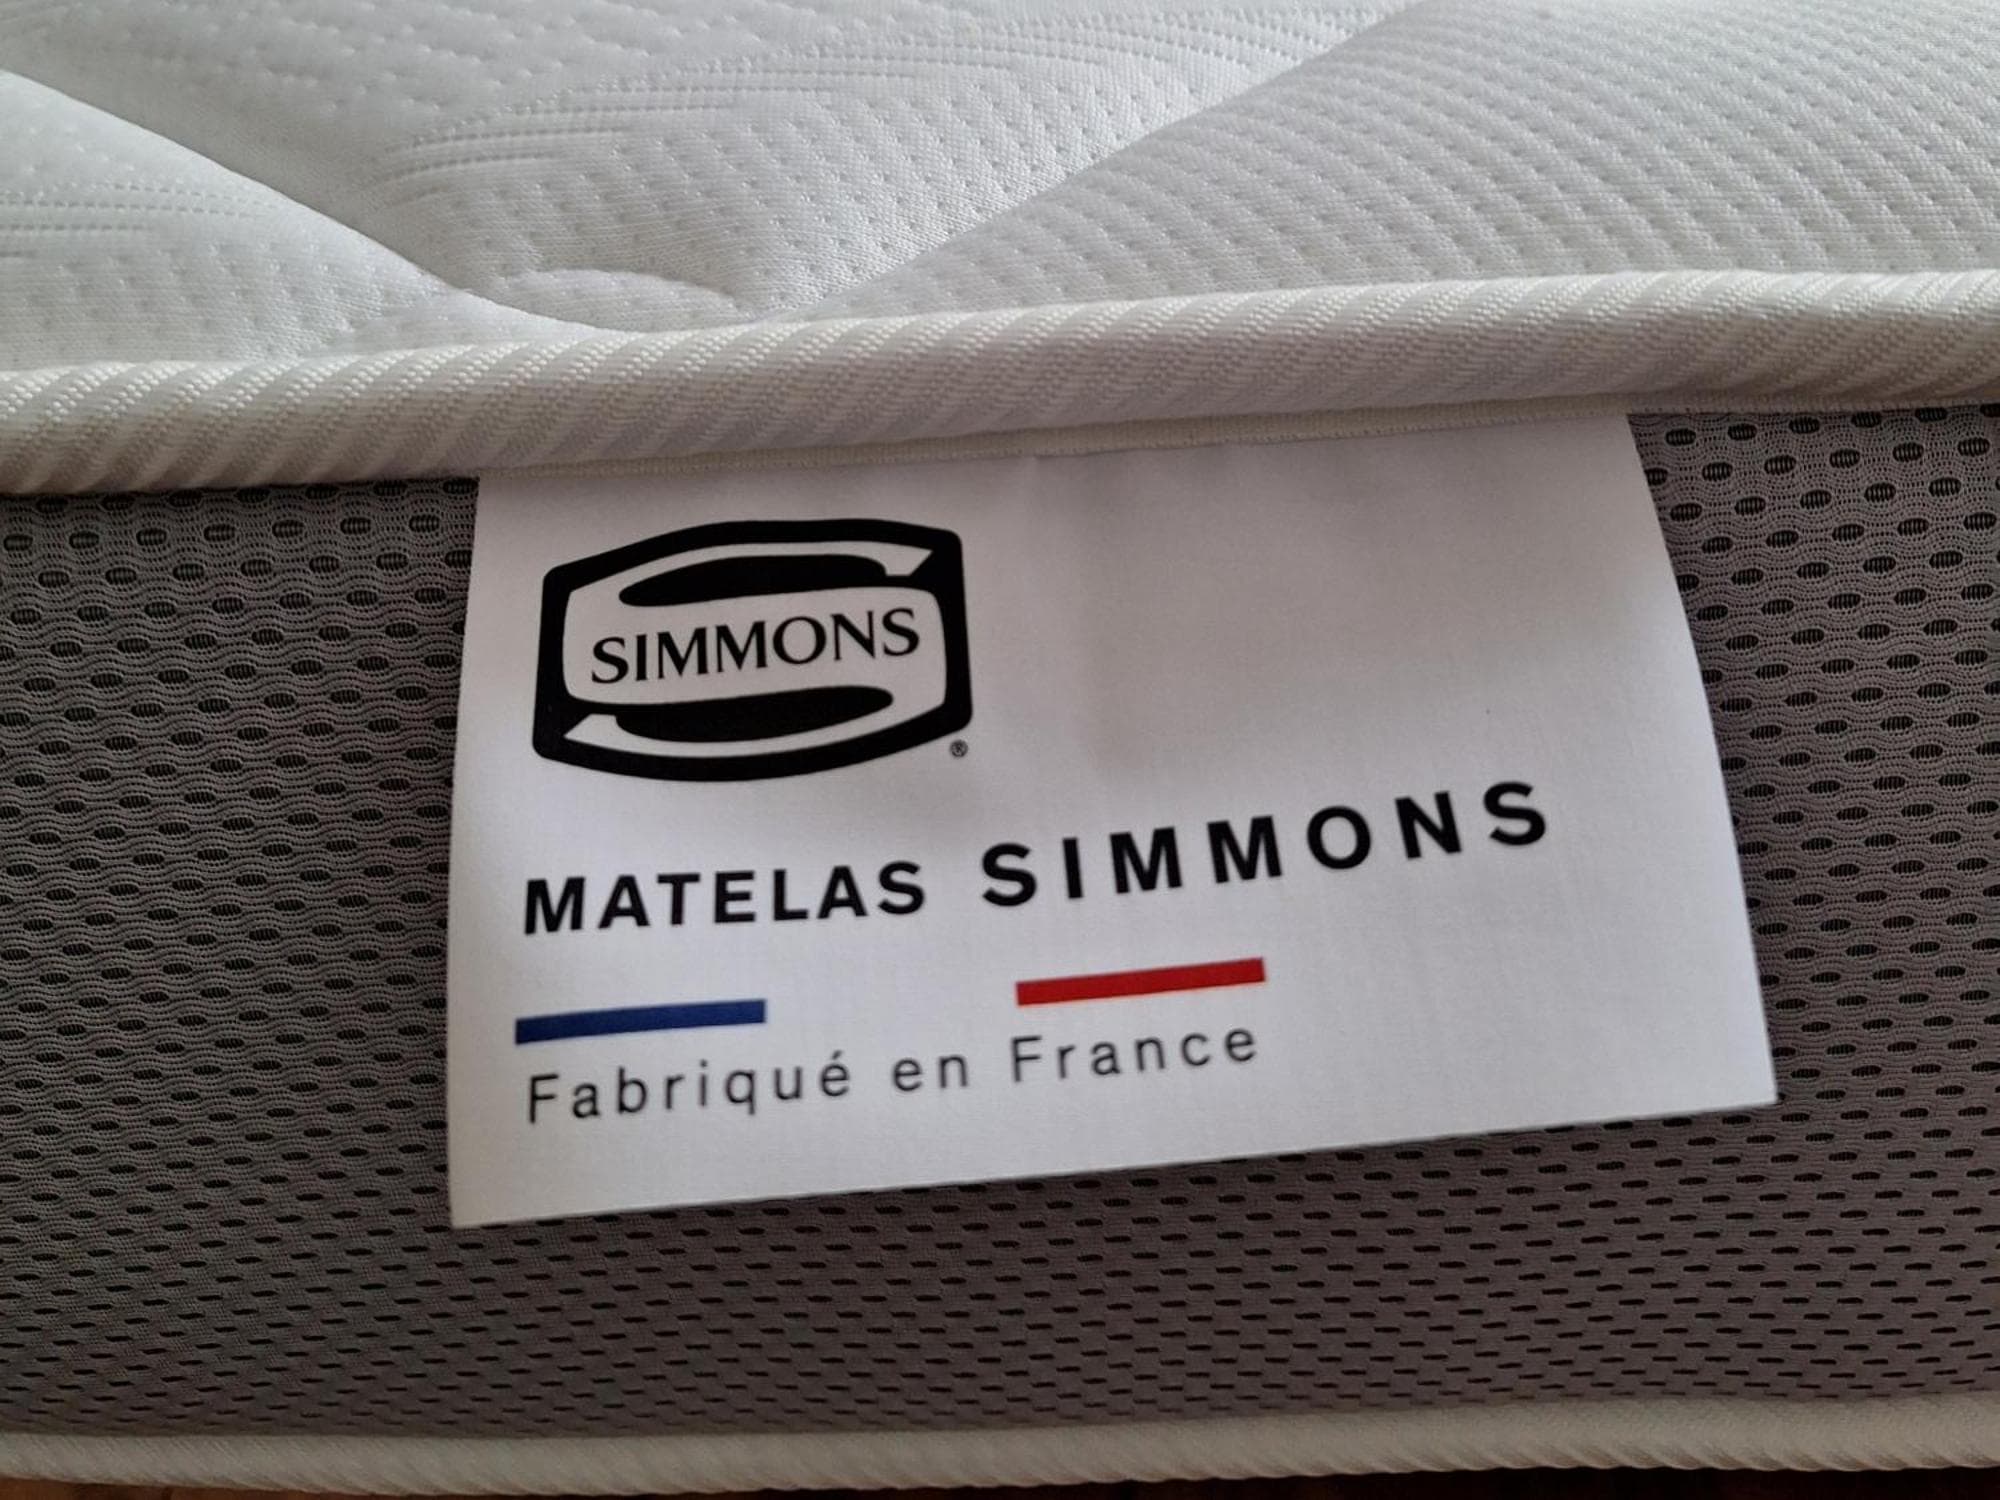 SIMMONS
®
MATELAS SIMMONS
Fabriqué en France